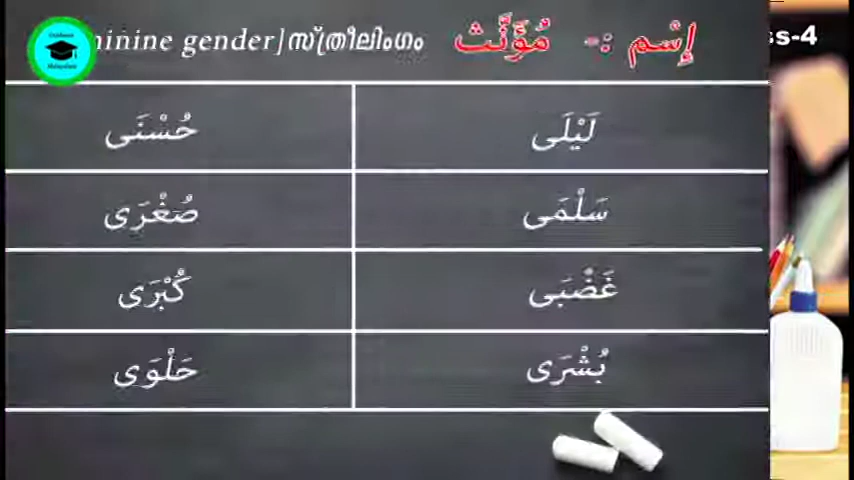 إِسْم :- مُؤَنَّث minine gender]സ്ത്രീലിംഗം
ss-4
لَيْلَى حُسْنَى
سَلْمَى صُغْرَى
غَضْبَى كُبْرَى
بُشْرَى حَلْوَى